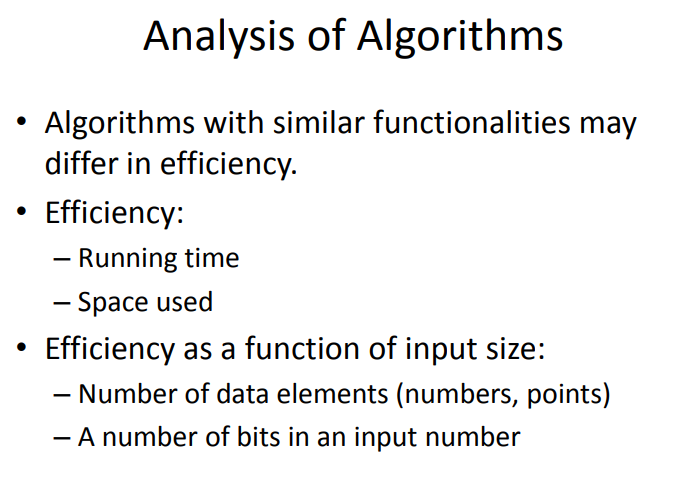 Analysis of Algorithms
• Algorithms with similar functionalities may
differ in efficiency.
• Efficiency:
– Running time
– Space used
• Efficiency as a function of input size:
– Number of data elements (numbers, points)
– A number of bits in an input number